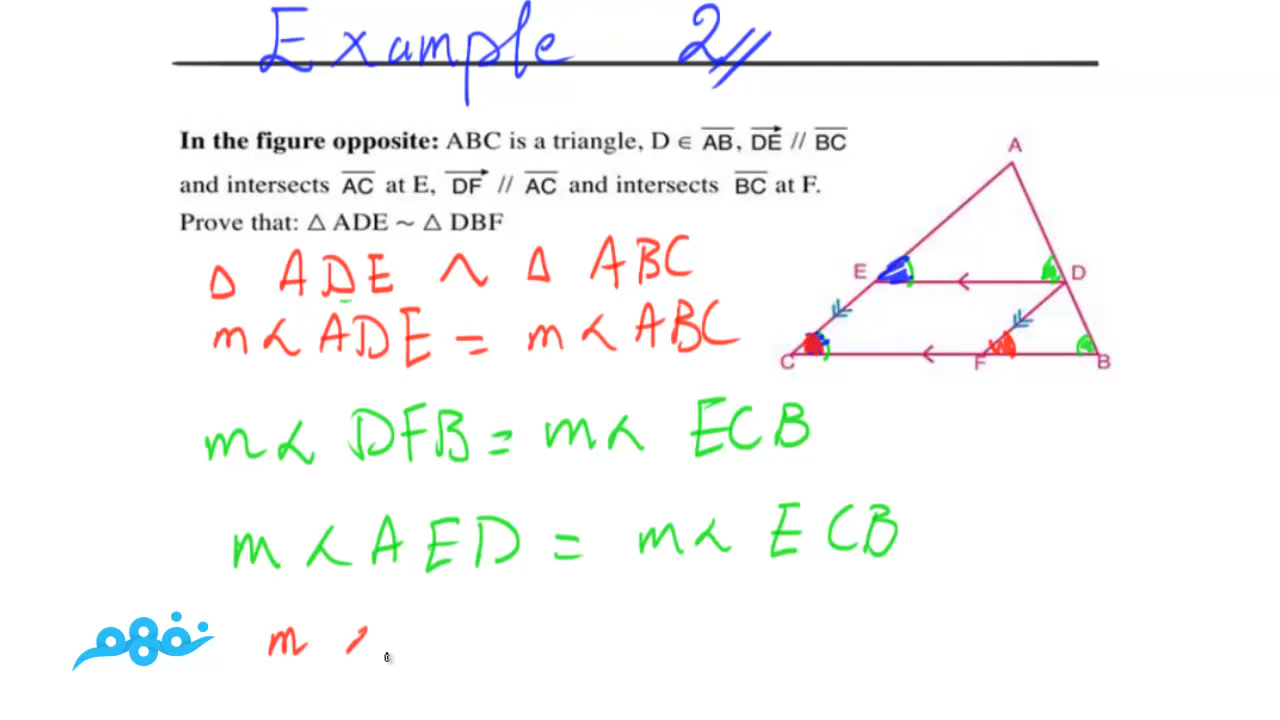 Example 2//
In the figure opposite: ABC is a triangle, D ∈ AB, DE // BC
and intersects AC at E, DF // AC and intersects BC at F.
Prove that: △ ADE ~ △ DBF
△ ADE ~ △ ABC
m∠ADE = m∠ABC
m∠ DFB = m∠ ECB
m∠AED = m∠ ECB
m
A
E
D
C
F
B
نفهم